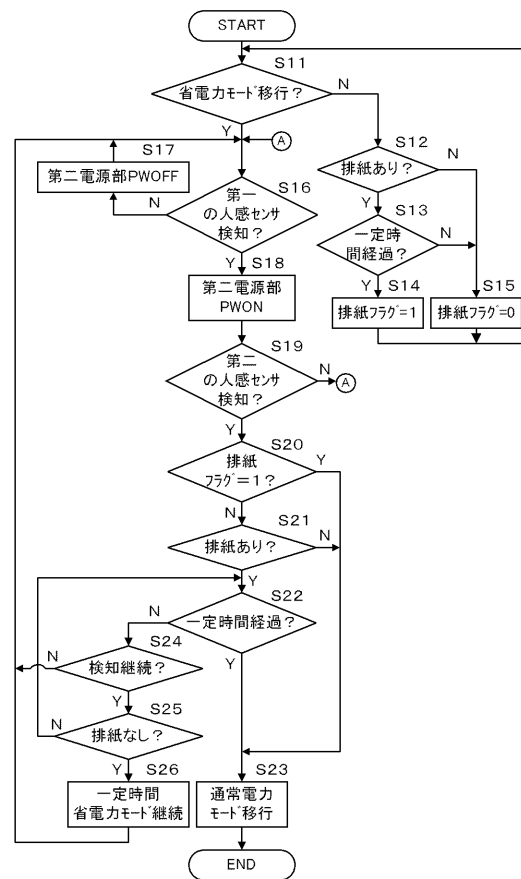 START
S11
省電力ﾓｰﾄﾞ移行？
N
Y
A
S17
第二電源部PWOFF
S16
第一
の人感ｾﾝｻ
検知？
N
Y
S12
排紙あり？
N
Y
S13
一定時
間経過？
N
Y
S14
排紙ﾌﾗｸﾞ=1
S15
排紙ﾌﾗｸﾞ=0
S18
第二電源部
PWON
S19
第二
の人感ｾﾝｻ
検知？
N
A
Y
S20
排紙
ﾌﾗｸﾞ＝1？
Y
N
S21
排紙あり？
N
Y
S22
一定時間経過？
N
Y
S24
検知継続？
N
Y
S25
排紙なし？
N
Y
S26
一定時間
省電力ﾓｰﾄﾞ継続
S23
通常電力
ﾓｰﾄﾞ移行
END